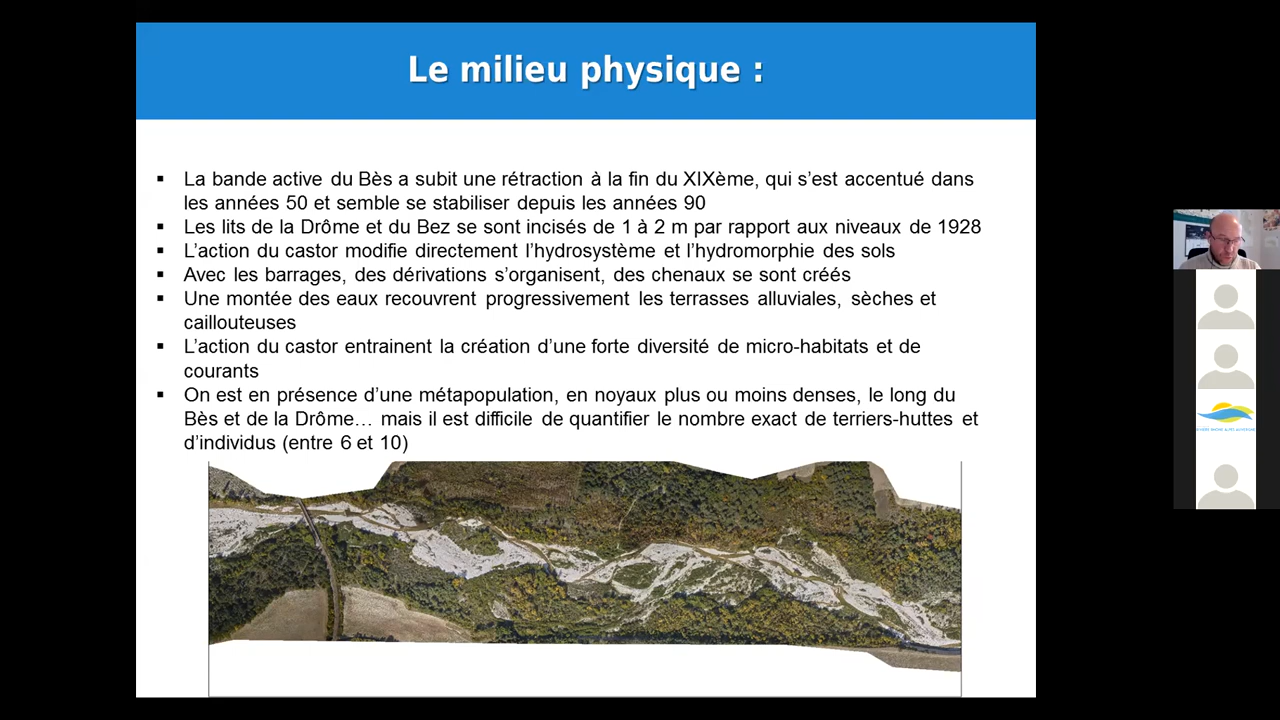 Le milieu physique :
▪ La bande active du Bès a subit une rétraction à la fin du XIXème, qui s’est accentué dans
les années 50 et semble se stabiliser depuis les années 90
▪ Les lits de la Drôme et du Bez se sont incisés de 1 à 2 m par rapport aux niveaux de 1928
▪ L’action du castor modifie directement l’hydrosystème et l’hydromorphie des sols
▪ Avec les barrages, des dérivations s’organisent, des chenaux se sont créés
▪ Une montée des eaux recouvrent progressivement les terrasses alluviales, sèches et
caillouteuses
▪ L’action du castor entrainent la création d’une forte diversité de micro-habitats et de
courants
▪ On est en présence d’une métapopulation, en noyaux plus ou moins denses, le long du
Bès et de la Drôme… mais il est difficile de quantifier le nombre exact de terriers-huttes et
d’individus (entre 6 et 10)